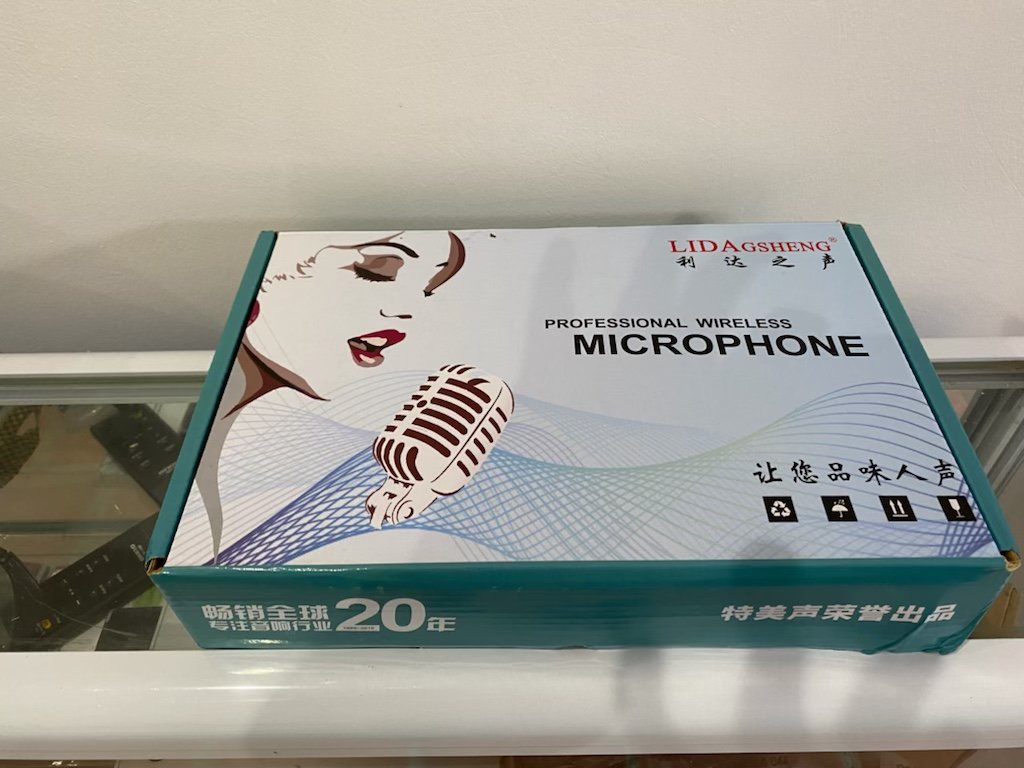 LIDAGSHENG®
利达之声
PROFESSIONAL WIRELESS
MICROPHONE
让您品味人声
畅销全球
专注音响行业
20年
特美声荣誉出品